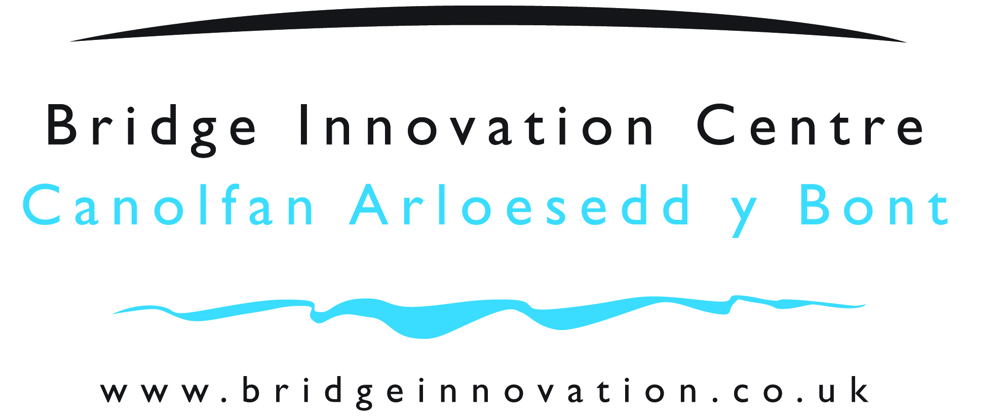 Bridge Innovation Centre
Canolfan Arloesedd y Bont
www.bridgeinnovation.co.uk